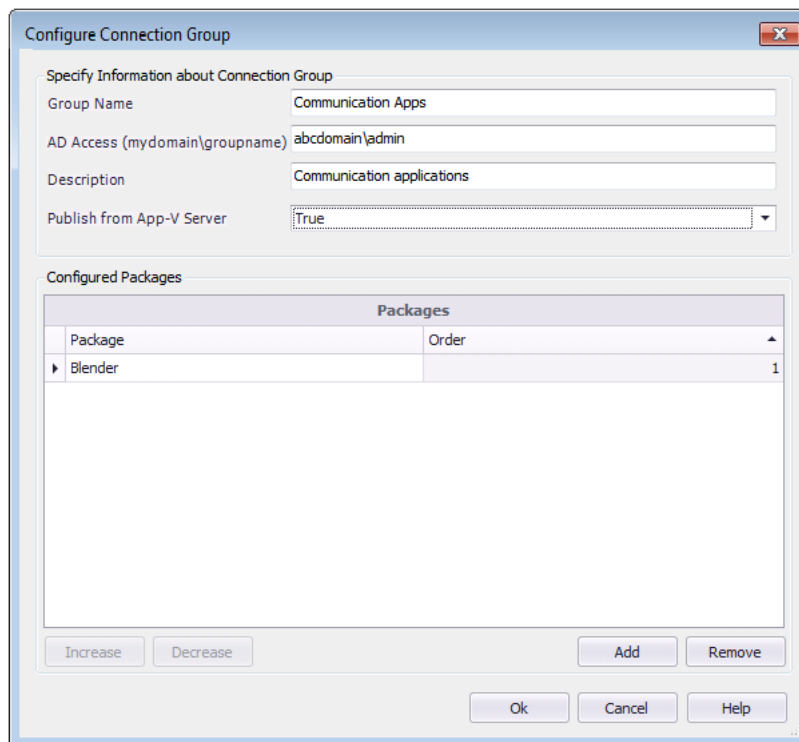 Configure Connection Group
Specify Information about Connection Group
Group Name Communication Apps
AD Access (mydomain\groupname) abcdomain\admin
Description Communication applications
Publish from App-V Server True
Configured Packages
Packages
Package Order
Blender 1
Increase Decrease Add Remove
Ok Cancel Help